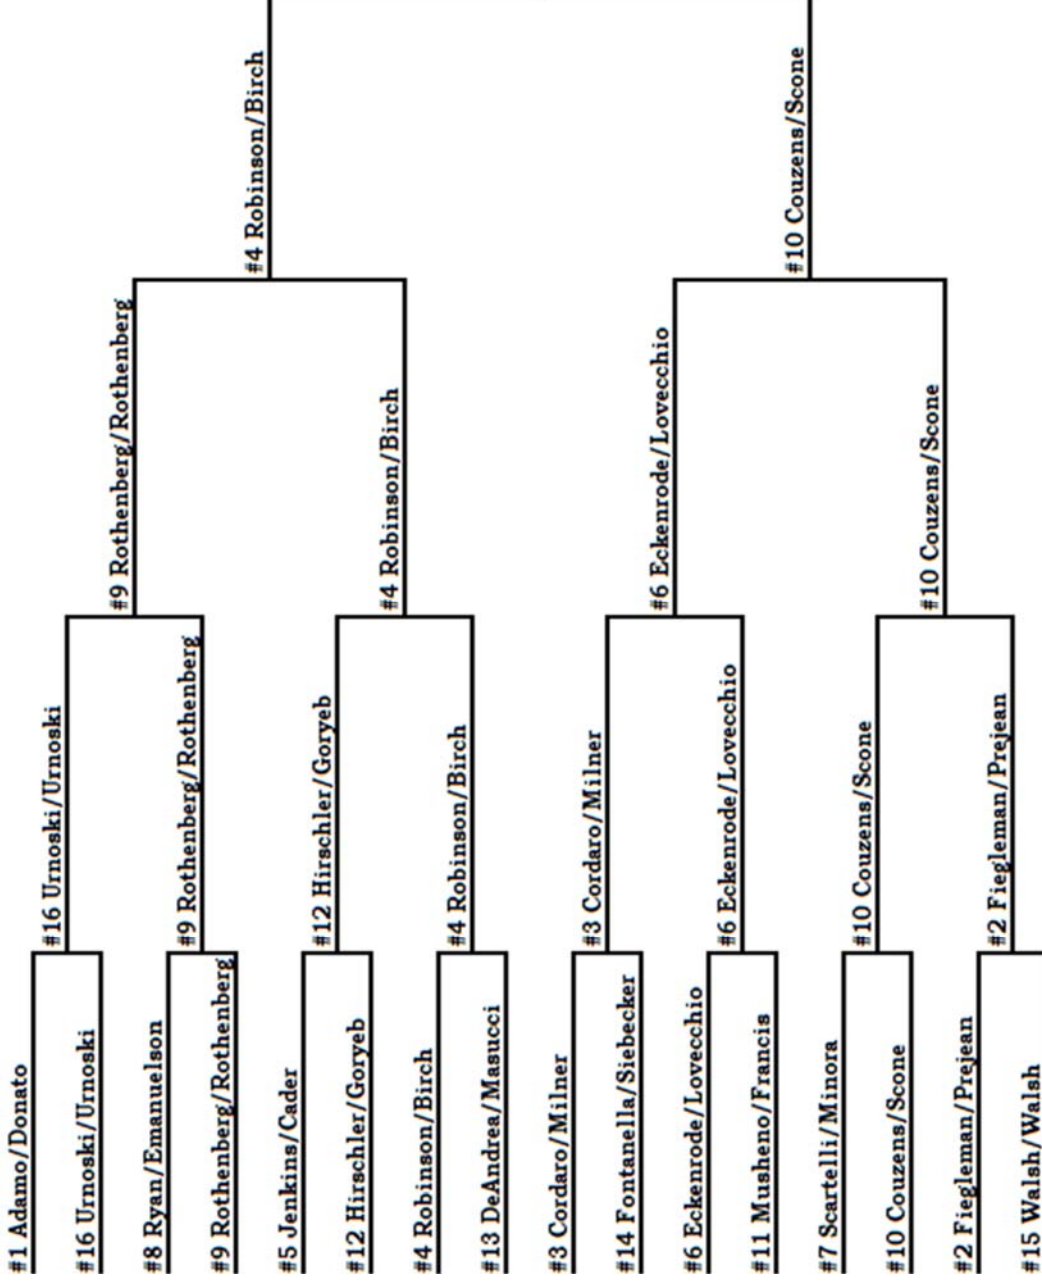 #1 Adamo/Donato
#16 Urnoski/Urnoski
#8 Ryan/Emanuelson
#9 Rothenberg/Rothenberg
#5 Jenkins/Cader
#12 Hirschler/Goryeb
#4 Robinson/Birch
#13 DeAndrea/Masucci
#3 Cordaro/Milner
#14 Fontanella/Siebecker
#6 Eckenrode/Lovecchio
#11 Musheno/Francis
#7 Scartelli/Minora
#10 Couzens/Scone
#2 Fiegleman/Prejean
#15 Walsh/Walsh
#16 Urnoski/Urnoski
#9 Rothenberg/Rothenberg
#12 Hirschler/Goryeb
#4 Robinson/Birch
#3 Cordaro/Milner
#6 Eckenrode/Lovecchio
#10 Couzens/Scone
#2 Fiegleman/Prejean
#9 Rothenberg/Rothenberg
#4 Robinson/Birch
#6 Eckenrode/Lovecchio
#10 Couzens/Scone
#4 Robinson/Birch
#10 Couzens/Scone